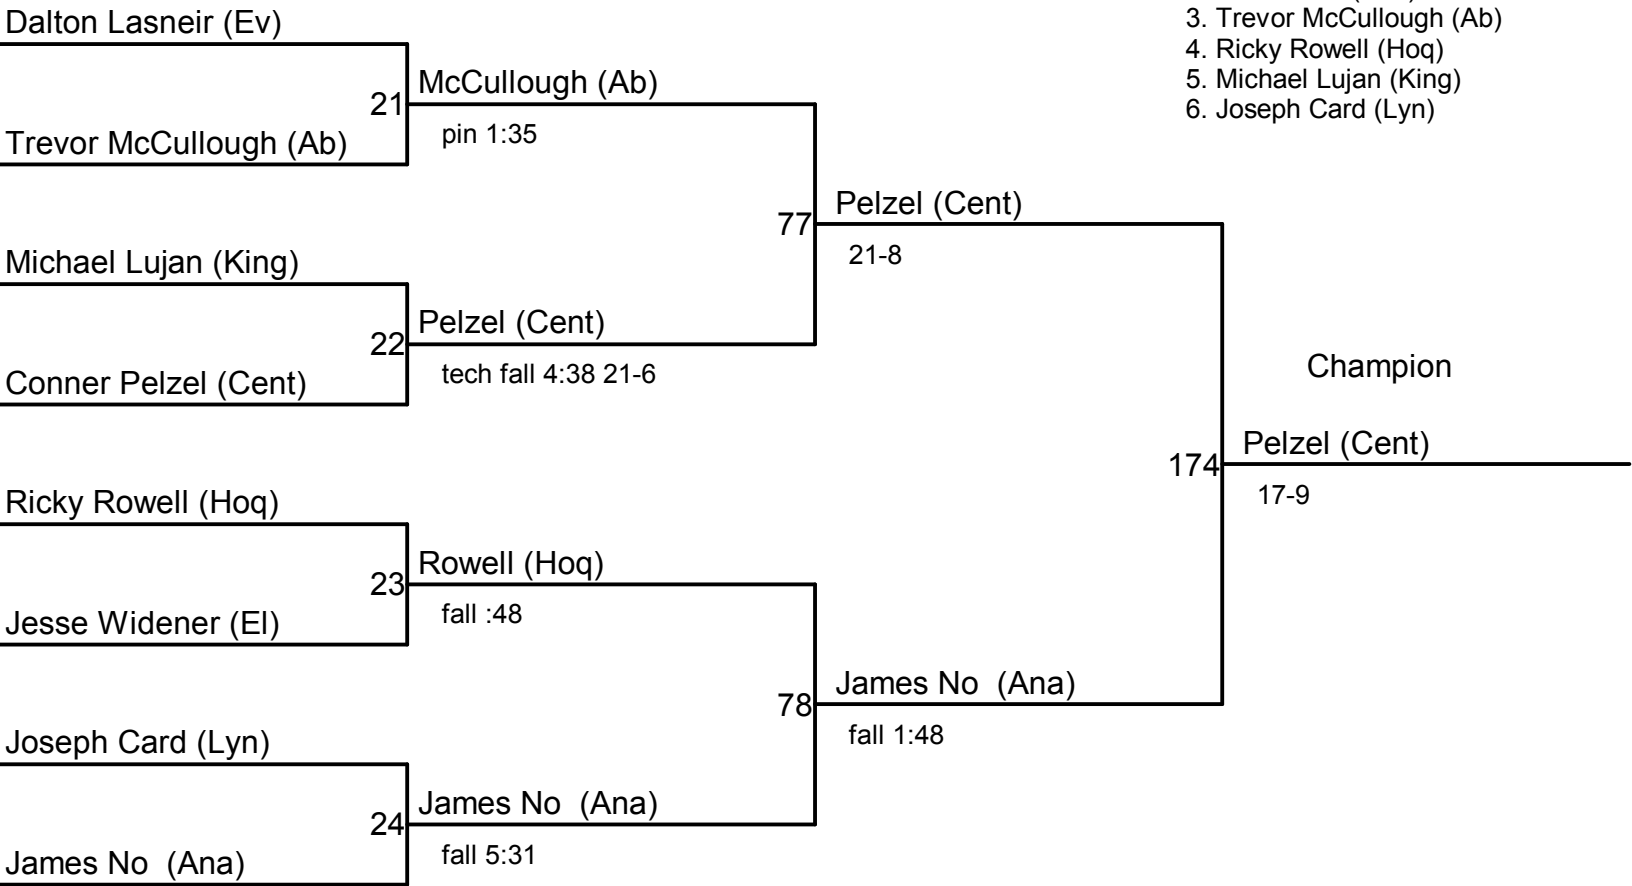 Dalton Lasneir (Ev)
3. Trevor McCullough (Ab)
4. Ricky Rowell (Hoq)
5. Michael Lujan (King)
6. Joseph Card (Lyn)
21
McCullough (Ab)
pin 1:35
Trevor McCullough (Ab)
77
Pelzel (Cent)
21-8
Michael Lujan (King)
22
Pelzel (Cent)
tech fall 4:38 21-6
Conner Pelzel (Cent)
Champion
174
Pelzel (Cent)
17-9
Ricky Rowell (Hoq)
23
Rowell (Hoq)
fall :48
Jesse Widener (El)
78
James No  (Ana)
fall 1:48
Joseph Card (Lyn)
24
James No  (Ana)
fall 5:31
James No  (Ana)